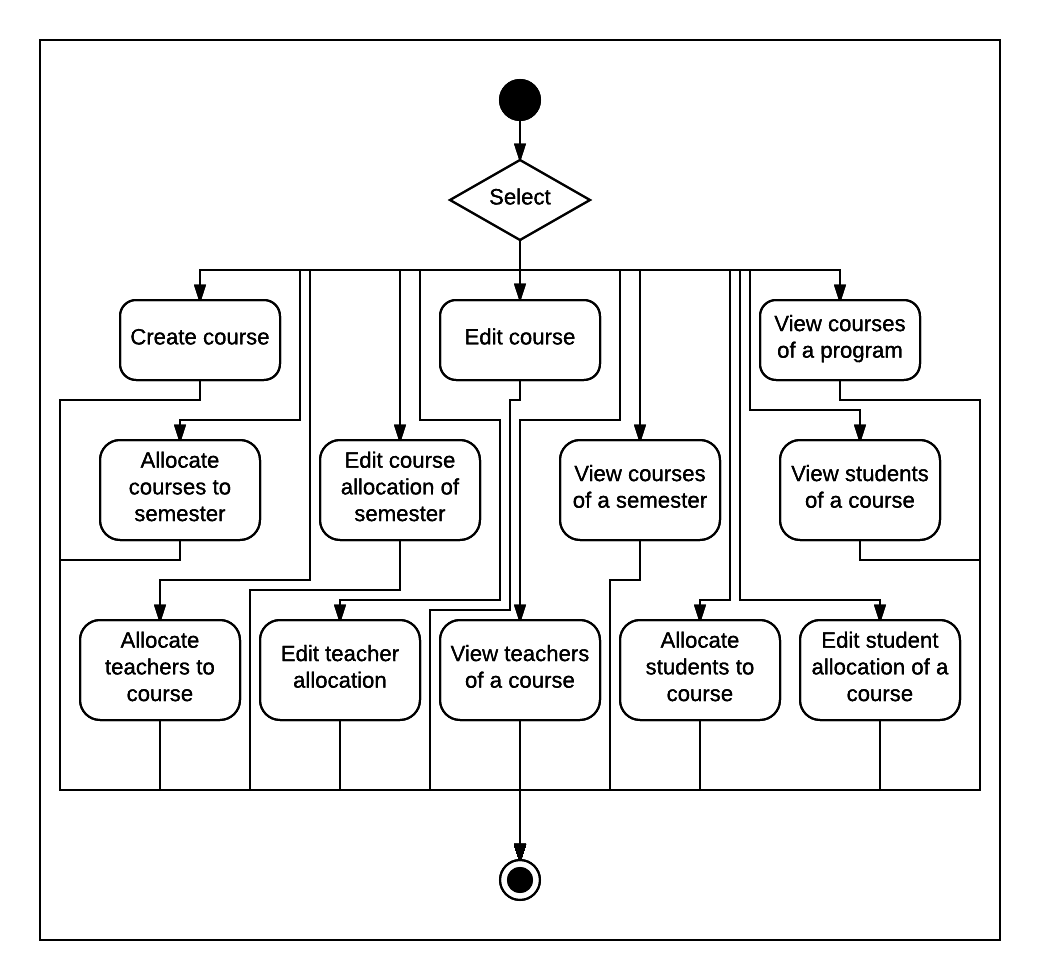 Select
Create course
Edit course
View courses
of a program
Allocate
courses to
semester
Edit course
allocation of
semester
View courses
of a semester
View students
of a course
Allocate
teachers to
course
Edit teacher
allocation
View teachers
of a course
Allocate
students to
course
Edit student
allocation of a
course